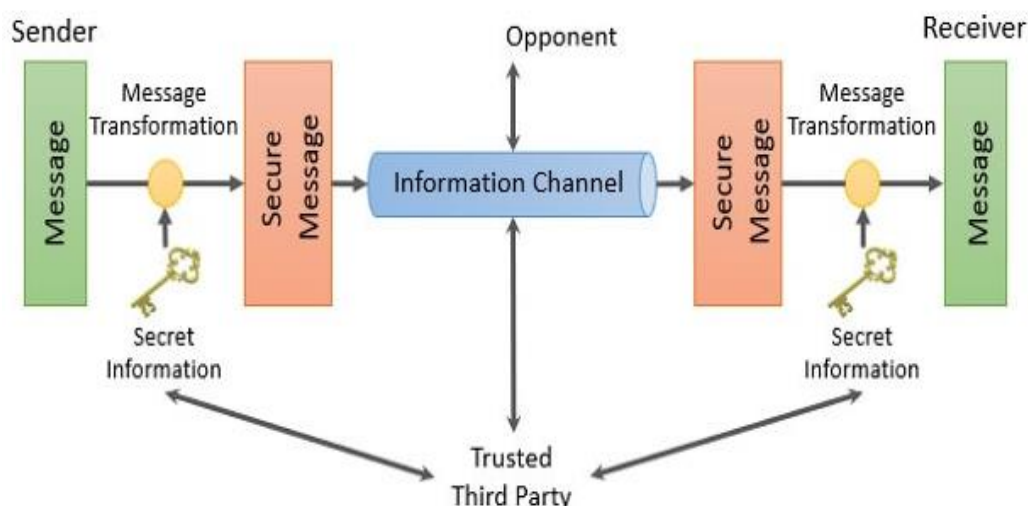 Sender
Message
Message
Transformation
Secret
Information
Secure
Message
Opponent
Information Channel
Trusted
Third Party
Secure
Message
Message
Transformation
Secret
Information
Receiver
Message